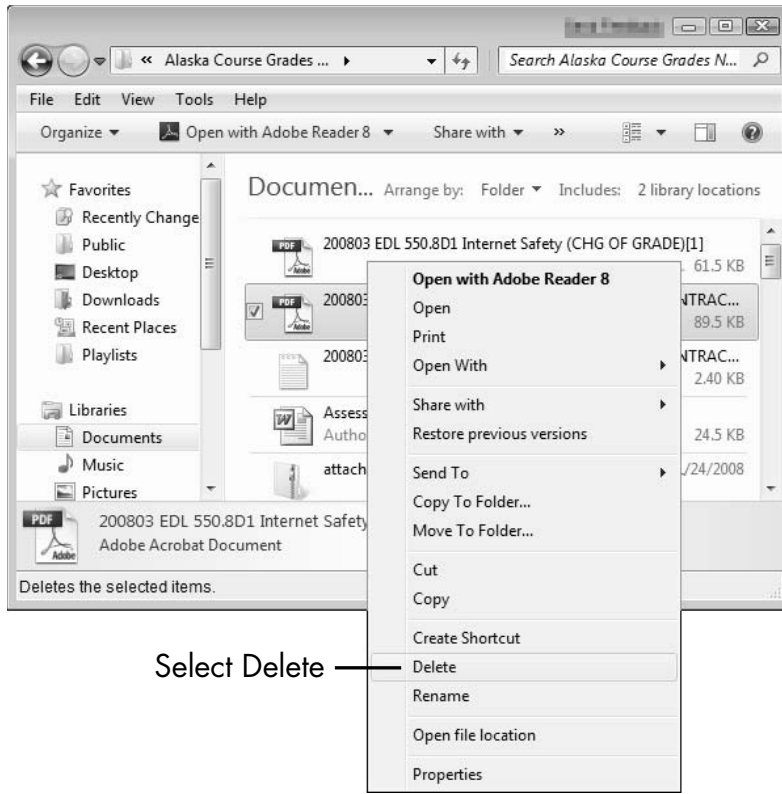 « Alaska Course Grades ...
Search Alaska Course Grades N...
File Edit View Tools Help
Organize Open with Adobe Reader 8 Share with »
Favorites
Recently Change
Public
Desktop
Downloads
Recent Places
Playlists
Libraries
Documents
Music
Pictures
Documen... Arrange by: Folder Includes: 2 library locations
PDF Adobe
200803 EDL 550.8D1 Internet Safety (CHG OF GRADE)[1]
61.5 KB
PDF Adobe
200803 NTRAC...
89.5 KB
200803 NTRAC...
2.40 KB
Assess
Autho 24.5 KB
attach /24/2008
Open with Adobe Reader 8
Open
Print
Open With
Share with
Restore previous versions
Send To
Copy To Folder...
Move To Folder...
Cut
Copy
Create Shortcut
Delete
Rename
Open file location
Properties
PDF Adobe
200803 EDL 550.8D1 Internet Safety
Adobe Acrobat Document
Deletes the selected items.
Select Delete